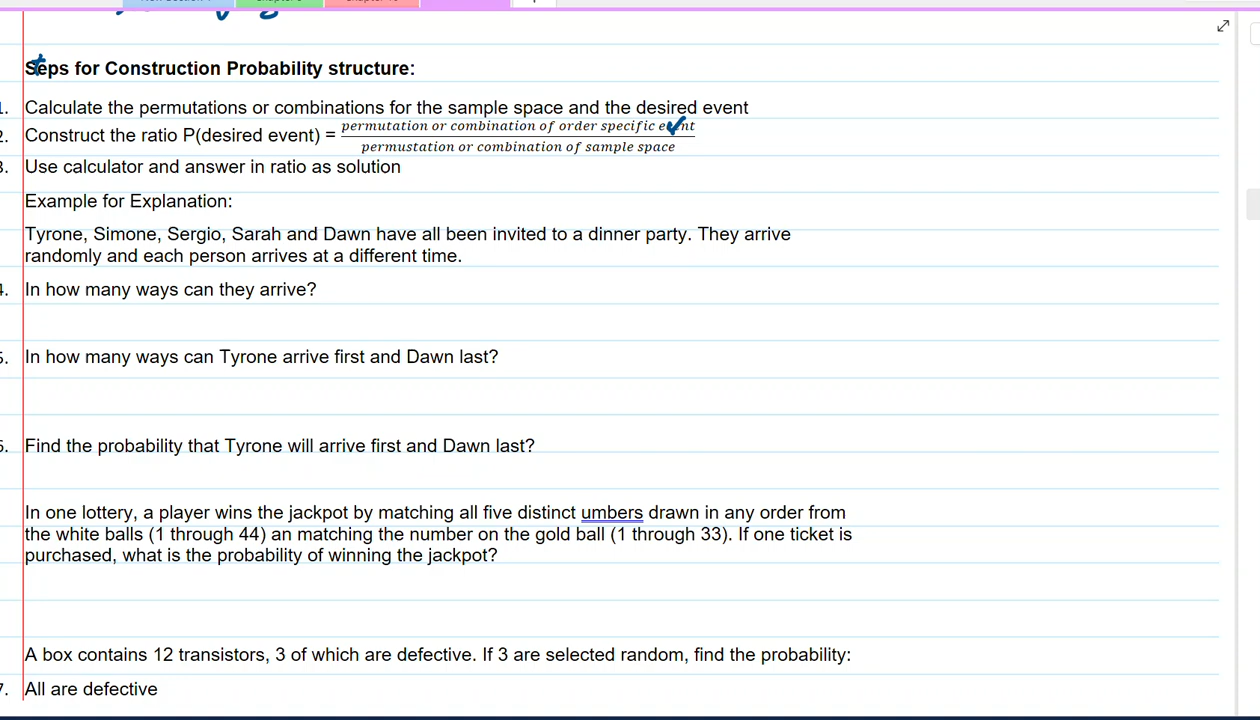 Seps for Construction Probability structure:
t
1. Calculate the permutations or combinations for the sample space and the desired event
2. Construct the ratio P(desired event) = permutation or combination of order specific event
permustation or combination of sample space
3. Use calculator and answer in ratio as solution
Example for Explanation:
Tyrone, Simone, Sergio, Sarah and Dawn have all been invited to a dinner party. They arrive
randomly and each person arrives at a different time.
4. In how many ways can they arrive?
5. In how many ways can Tyrone arrive first and Dawn last?
6. Find the probability that Tyrone will arrive first and Dawn last?
In one lottery, a player wins the jackpot by matching all five distinct umbers drawn in any order from
the white balls (1 through 44) an matching the number on the gold ball (1 through 33). If one ticket is
purchased, what is the probability of winning the jackpot?
A box contains 12 transistors, 3 of which are defective. If 3 are selected random, find the probability:
7. All are defective